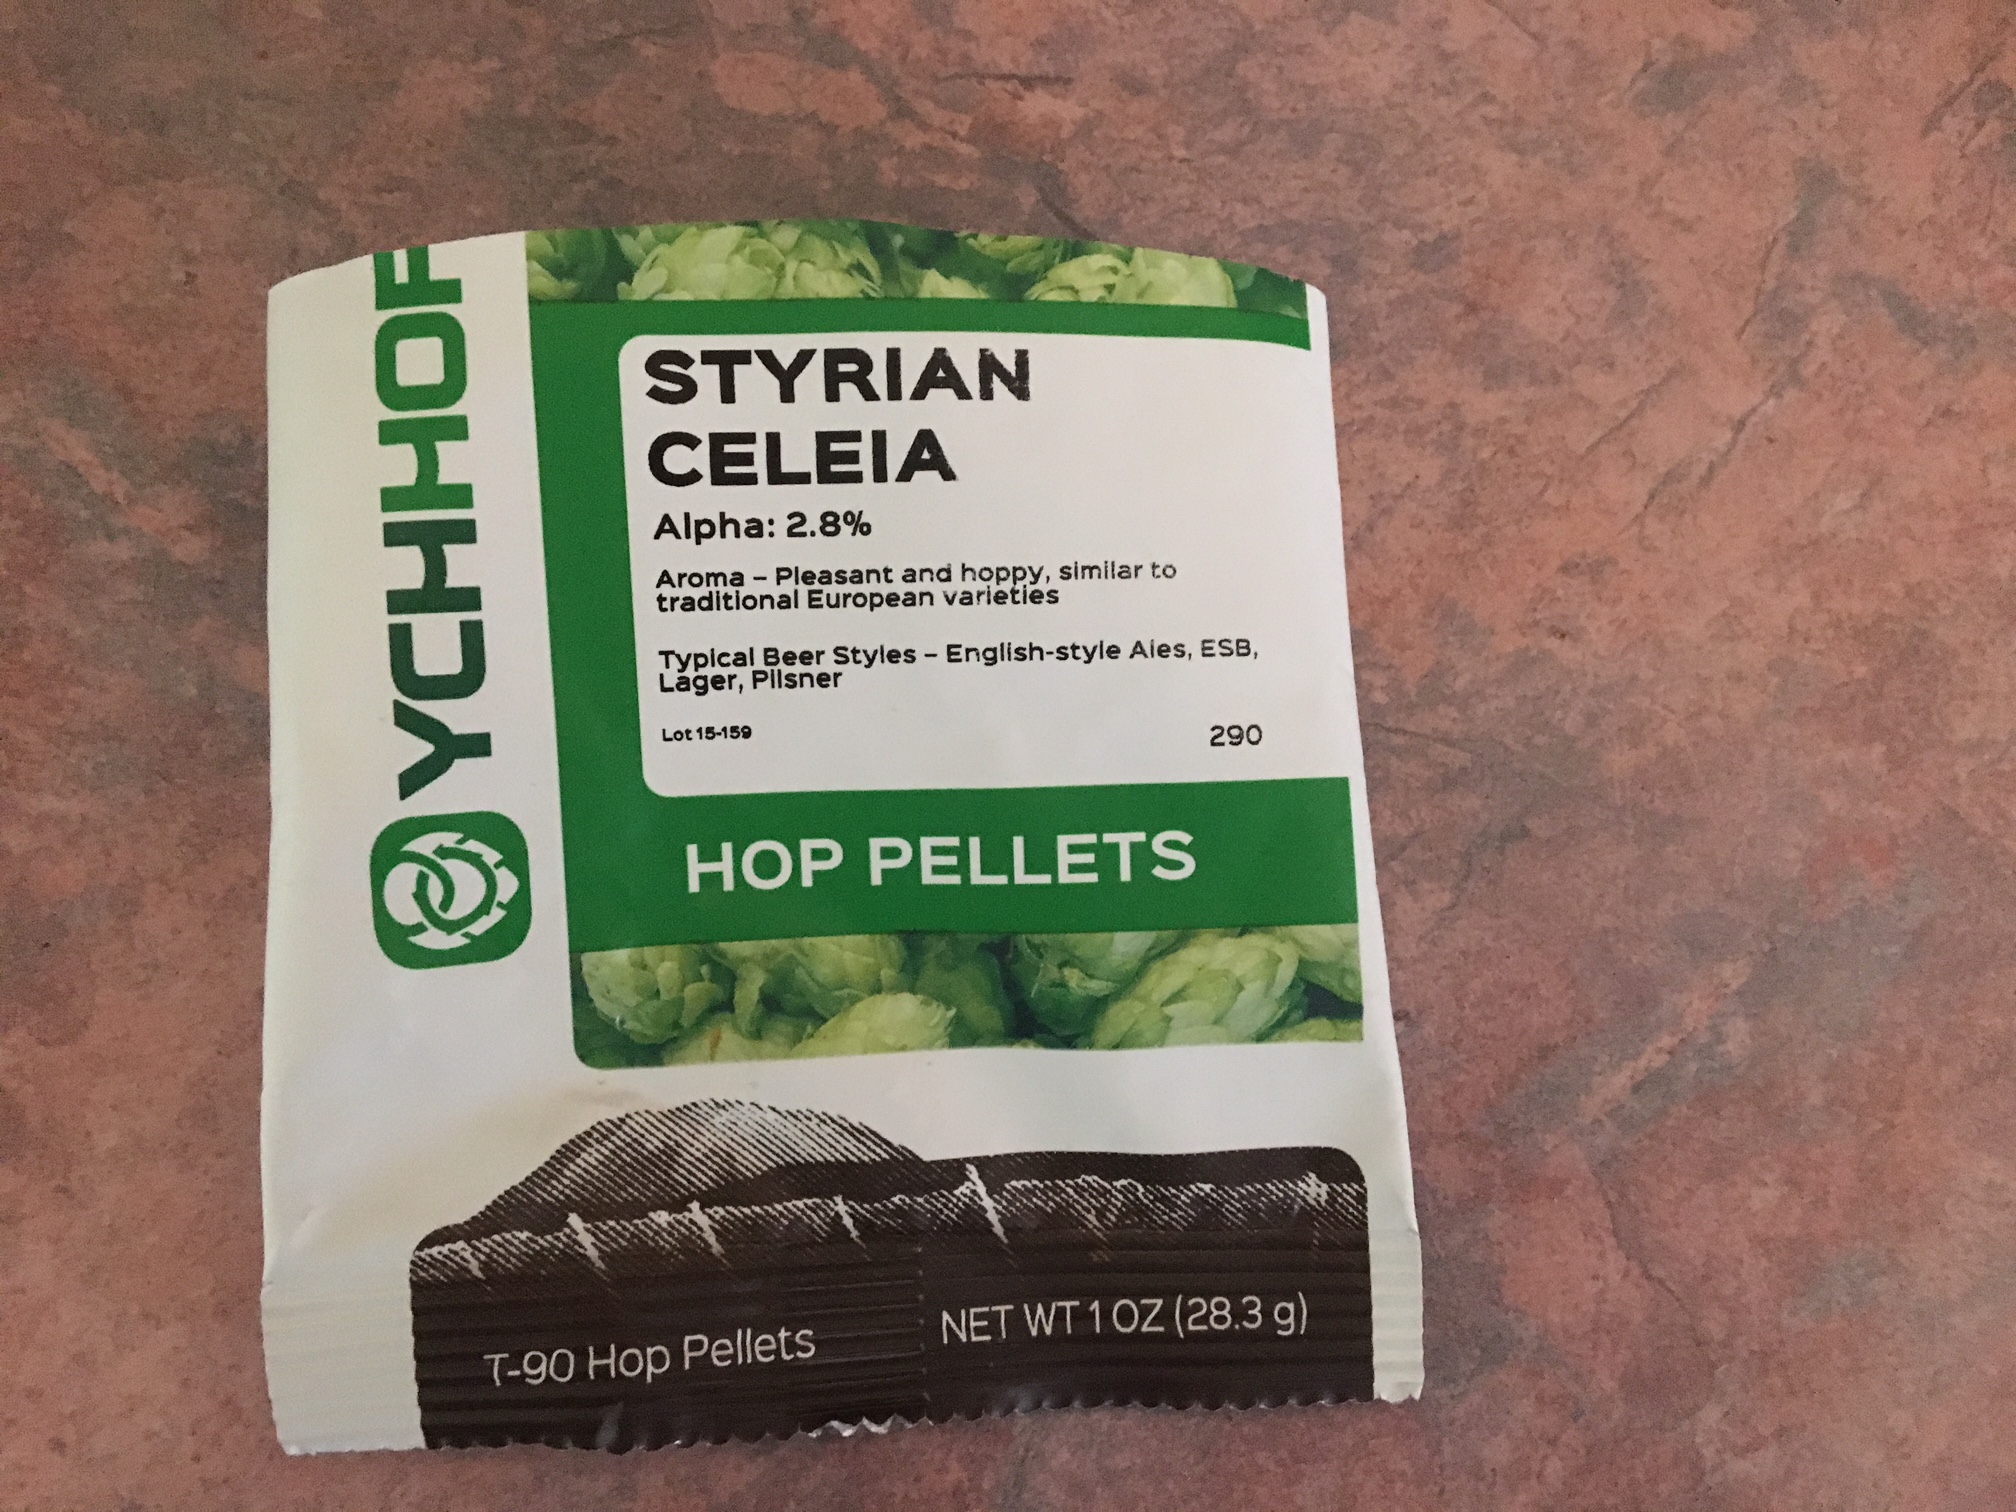 YCHHOP
STYRIAN
CELEIA
Alpha: 2.8%
Aroma – Pleasant and hoppy, similar to
traditional European varieties
Typical Beer Styles – English-style Ales, ESB,
Lager, Pilsner
Lot 15-159
290
HOP PELLETS
T-90 Hop Pellets
NET WT 1 OZ (28.3 g)